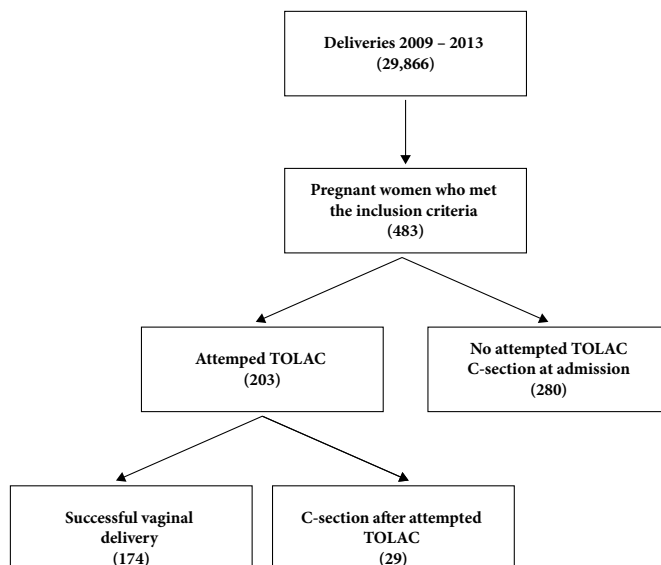 Deliveries 2009 – 2013
(29,866)
Pregnant women who met
the inclusion criteria
(483)
Attemped TOLAC
(203)
No attempted TOLAC
C-section at admission
(280)
Successful vaginal
delivery
(174)
C-section after attempted
TOLAC
(29)